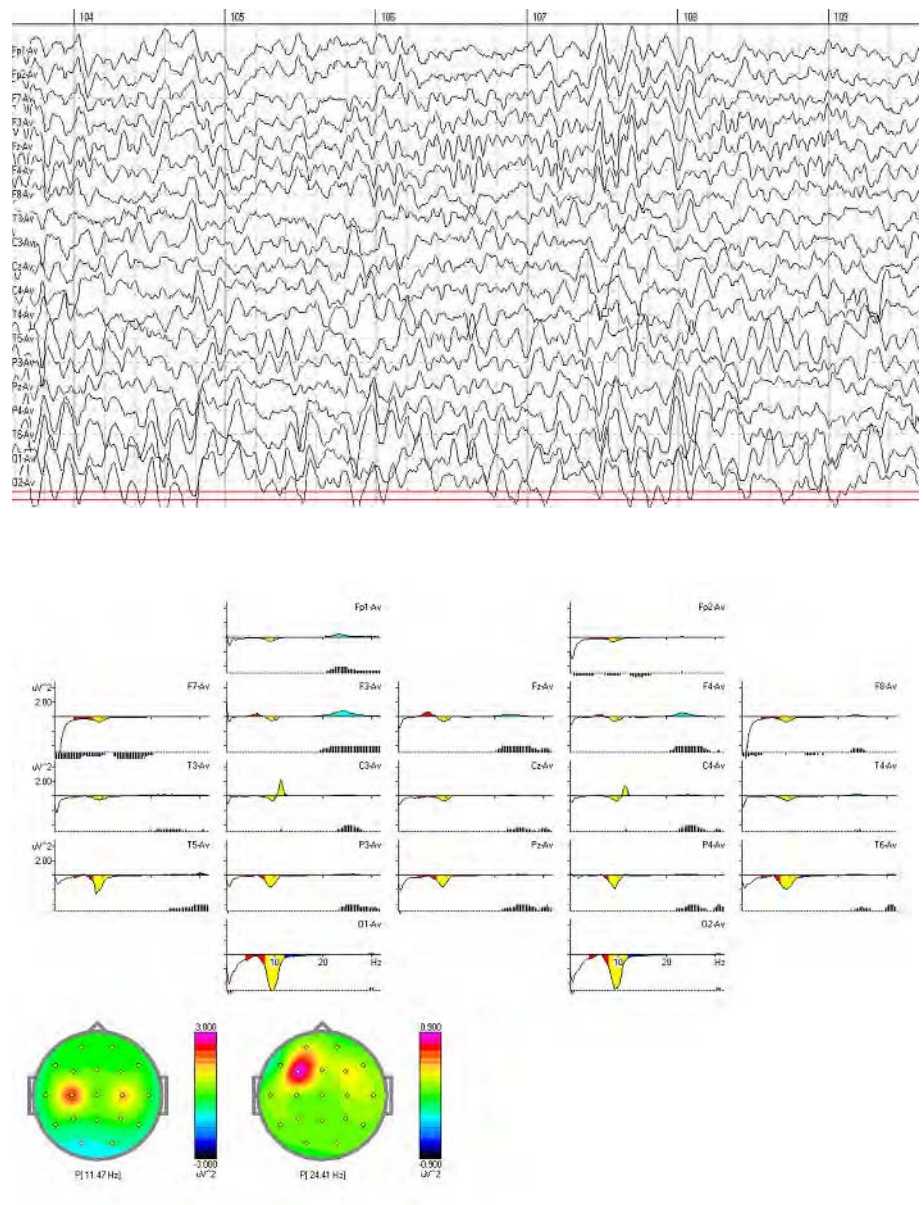 104 105 106 107 108 109
Fp1-Av
Fp2-Av
F7-Av
F3-Av
Fz-Av
F4-Av
F8-Av
T3-Av
C3-Av
Cz-Av
C4-Av
T4-Av
T5-Av
P3-Av
Pz-Av
P4-Av
T6-Av
O1-Av
O2-Av
Fp1-Av Fp2-Av
uV^2 F7-Av F3-Av Fz-Av F4-Av F8-Av
2.00
uV^2 T3-Av C3-Av Cz-Av C4-Av T4-Av
2.00
uV^2 T5-Av P3-Av Pz-Av P4-Av T6-Av
2.00
O1-Av O2-Av
10 20 Hz 10 20 Hz
3.000 0.900
-3.000 -0.900
P[11.47 Hz] uV^2 P[24.41 Hz] uV^2